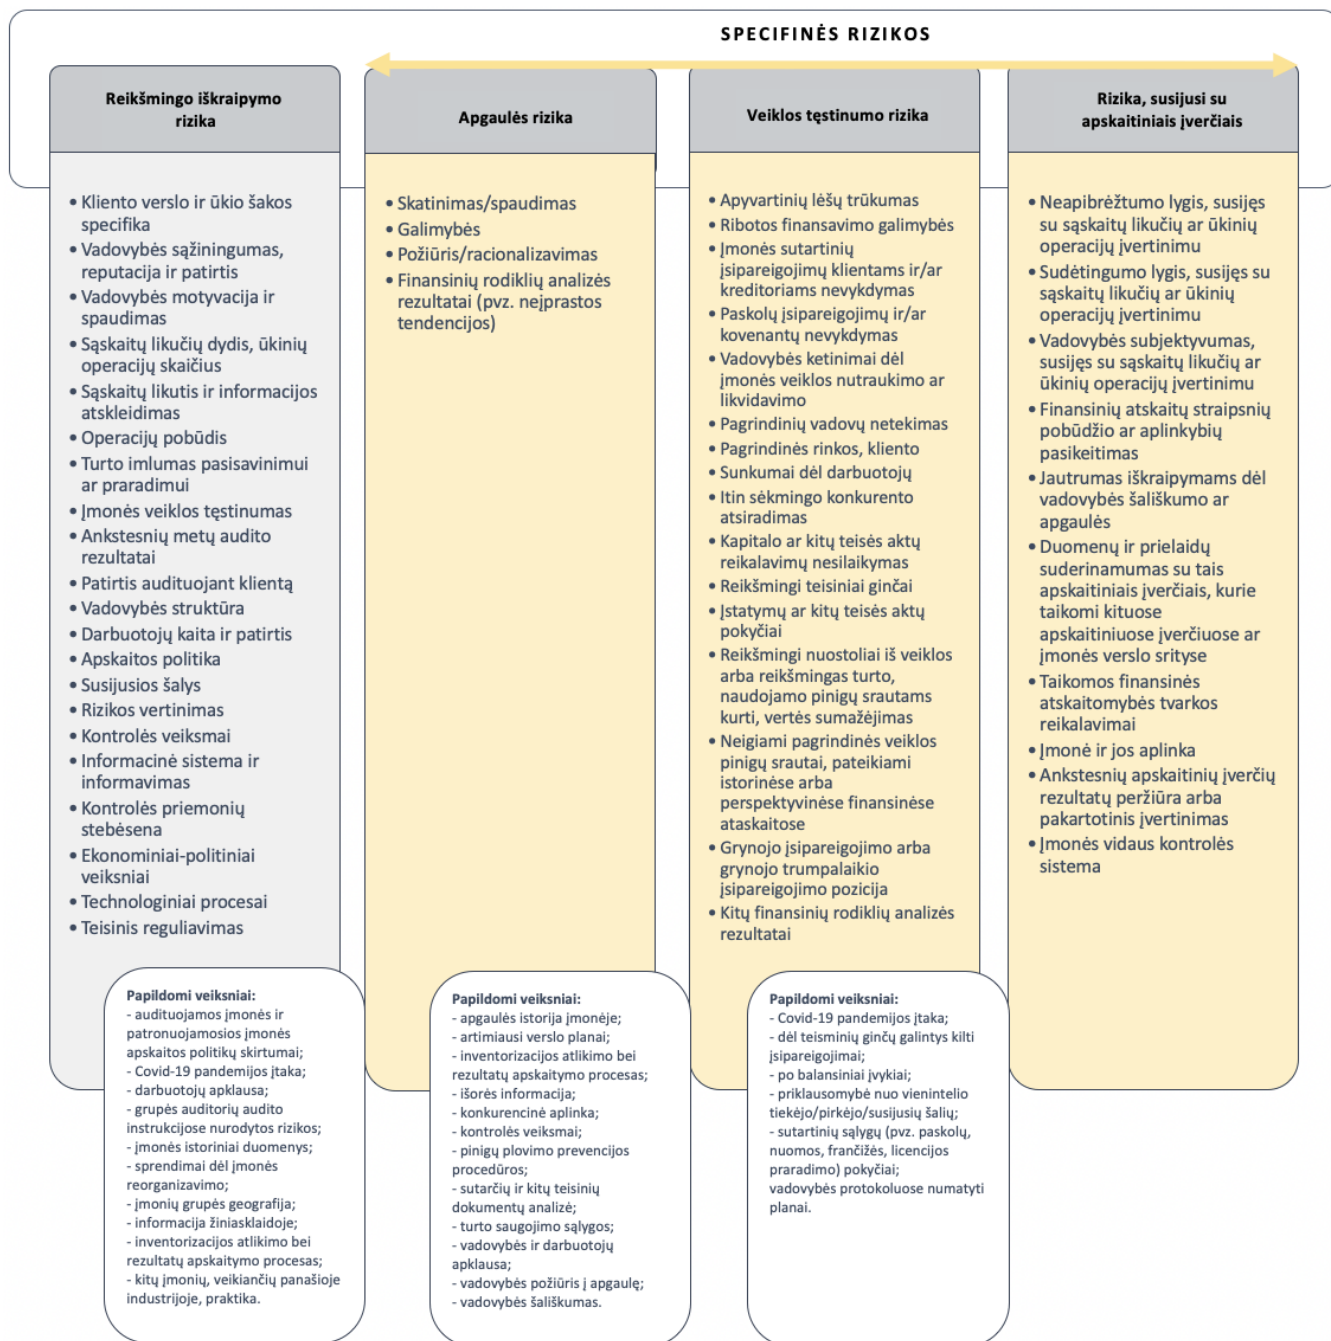 SPECIFINĖS RIZIKOS
Reikšmingo iškraipymo
rizika
• Kliento verslo ir ūkio šakos
specifika
• Vadovybės sąžiningumas,
reputacija ir patirtis
• Vadovybės motyvacija ir
spaudimas
• Sąskaitų likučių dydis, ūkinių
operacijų skaičius
• Sąskaitų likutis ir informacijos
atskleidimas
• Operacijų pobūdis
• Turto imlumas pasisavinimui
ar praradimui
• Įmonės veiklos tęstinumas
• Ankstesnių metų audito
rezultatai
• Patirtis audituojant klientą
• Vadovybės struktūra
• Darbuotojų kaita ir patirtis
• Apskaitos politika
• Susijusios šalys
• Rizikos vertinimas
• Kontrolės veiksmai
• Informacinė sistema ir
informavimas
• Kontrolės priemonių
stebėsena
• Ekonominiai-politiniai
veiksniai
• Technologiniai procesai
• Teisinis reguliavimas
Papildomi veiksniai:
- audituojamos įmonės ir
patronuojamosios įmonės
apskaitos politikų skirtumai;
- Covid-19 pandemijos įtaka;
- darbuotojų apklausa;
- grupės auditorių audito
instrukcijose nurodytos rizikos;
- įmonės istoriniai duomenys;
- sprendimai dėl įmonės
reorganizavimo;
- įmonių grupės geografija;
- informacija žiniasklaidoje;
- inventorizacijos atlikimo bei
rezultatų apskaitymo procesas;
- kitų įmonių, veikiančių panašioje
industrijoje, praktika.
Apgaulės rizika
• Skatinimas/spaudimas
• Galimybės
• Požiūris/racionalizavimas
• Finansinių rodiklių analizės
rezultatai (pvz. neįprastos
tendencijos)
Papildomi veiksniai:
- apgaulės istorija įmonėje;
- artimiausi verslo planai;
- inventorizacijos atlikimo bei
rezultatų apskaitymo procesas;
- išorės informacija;
- konkurencinė aplinka;
- kontrolės veiksmai;
- pinigų plovimo prevencijos
procedūros;
- sutarčių ir kitų teisinių
dokumentų analizė;
- turto saugojimo sąlygos;
- vadovybės ir darbuotojų
apklausa;
- vadovybės požiūris į apgaulę;
- vadovybės šališkumas.
Veiklos tęstinumo rizika
• Apyvartinių lėšų trūkumas
• Ribotos finansavimo galimybės
• Įmonės sutartinių
įsipareigojimų klientams ir/ar
kreditoriams nevykdymas
• Paskolų įsipareigojimų ir/ar
kovenantų nevykdymas
• Vadovybės ketinimai dėl
įmonės veiklos nutraukimo ar
likvidavimo
• Pagrindinių vadovų netekimas
• Pagrindinės rinkos, kliento
• Sunkumai dėl darbuotojų
• Itin sėkmingo konkurento
atsiradimas
• Kapitalo ar kitų teisės aktų
reikalavimų nesilaikymas
• Reikšmingi teisiniai ginčai
• Įstatymų ar kitų teisės aktų
pokyčiai
• Reikšmingi nuostoliai iš veiklos
arba reikšmingas turto,
naudojamo pinigų srautams
kurti, vertės sumažėjimas
• Neigiami pagrindinės veiklos
pinigų srautai, pateikiami
istorinėse arba
perspektyvinėse finansinėse
ataskaitose
• Grynojo įsipareigojimo arba
grynojo trumpalaikio
įsipareigojimo pozicija
• Kitų finansinių rodiklių analizės
rezultatai
Papildomi veiksniai:
- Covid-19 pandemijos įtaka;
- dėl teisminių ginčų galintys kilti
įsipareigojimai;
- po balansiniai įvykiai;
- priklausomybė nuo vienintelio
tiekėjo/pirkėjo/susijusių šalių;
- sutartinių sąlygų (pvz. paskolų,
nuomos, frančižės, licencijos
praradimo) pokyčiai;
vadovybės protokoluose numatyti
planai.
Rizika, susijusi su
apskaitiniais įverčiais
• Neapibrėžtumo lygis, susijęs
su sąskaitų likučių ar ūkinių
operacijų įvertinimu
• Sudėtingumo lygis, susijęs su
sąskaitų likučių ar ūkinių
operacijų įvertinimu
• Vadovybės subjektyvumas,
susijęs su sąskaitų likučių ar
ūkinių operacijų įvertinimu
• Finansinių atskaitų straipsnių
pobūdžio ar aplinkybių
pasikeitimas
• Jautrumas iškraipymams dėl
vadovybės šališkumo ar
apgaulės
• Duomenų ir prielaidų
suderinamumas su tais
apskaitiniais įverčiais, kurie
taikomi kituose
apskaitiniuose įverčiuose ar
įmonės verslo srityse
• Taikomos finansinės
atskaitomybės tvarkos
reikalavimai
• Įmonė ir jos aplinka
• Ankstesnių apskaitinių įverčių
rezultatų peržiūra arba
pakartotinis įvertinimas
• Įmonės vidaus kontrolės
sistema